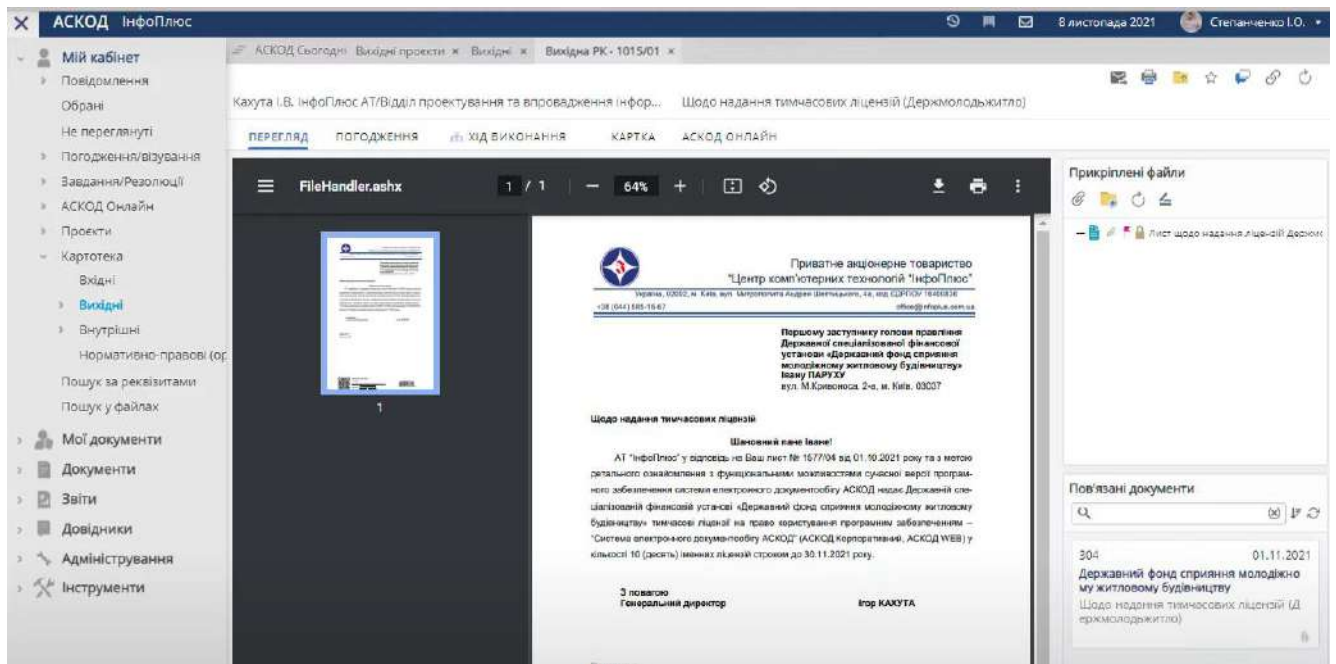 АСКОД ІнфоПлюс
8 листопада 2021
Степанченко І.О.
Мій кабінет
Повідомлення
Обрані
Не переглянуті
Погодження/візування
Завдання/Резолюції
АСКОД Онлайн
Проекти
Картотека
Вхідні
Вихідні
Внутрішні
Нормативно-правові (ор
Пошук за реквізитами
Пошук у файлах
Мої документи
Документи
Звіти
Довідники
Адміністрування
Інструменти
АСКОД Сьогодні
Вихідні проекти
Вихідні
Вихідна РК - 1015/01
Кахута І.В. ІнфоПлюс АТ/Відділ проектування та впровадження інфор...
Щодо надання тимчасових ліцензій (Держмолодьжитло)
ПЕРЕГЛЯД
ПОГОДЖЕННЯ
ХІД ВИКОНАННЯ
КАРТКА
АСКОД ОНЛАЙН
FileHandler.ashx
1 / 1
64%
1
Приватне акціонерне товариство
"Центр комп'ютерних технологій "ІнфоПлюс"
office@infoplus.com.ua
Першому заступнику голови правління
Державної спеціалізованої фінансової
установи «Державний фонд сприяння
молодіжному житловому будівництву»
Івану ПАРУХУ
вул. М.Кривоноса, 2-а, м. Київ, 03037
Щодо надання тимчасових ліцензій
Шановний пане Іване!
АТ "ІнфоПлюс" у відповідь на Ваш лист № 1577/04 від 01.10.2021 року та з метою
детального ознайомлення з функціональними можливостями сучасної версії програм-
ного забезпечення системи електронного документообігу АСКОД надає Державній спе-
ціалізованій фінансовій установі «Державний фонд сприяння молодіжному житловому
будівництву» тимчасові ліцензії на право користування програмним забезпеченням –
"Система електронного документообігу АСКОД" (АСКОД Корпоративний, АСКОД WEB) у
кількості 10 (десять) іменних ліцензій строком до 30.11.2021 року.
З повагою
Генеральний директор
Ігор КАХУТА
Прикріплені файли
Лист щодо надання ліцензій Держмо
Пов'язані документи
304
01.11.2021
Державний фонд сприяння молодіжно
му житловому будівництву
Щодо надання тимчасових ліцензій (Д
ержмолодьжитло)